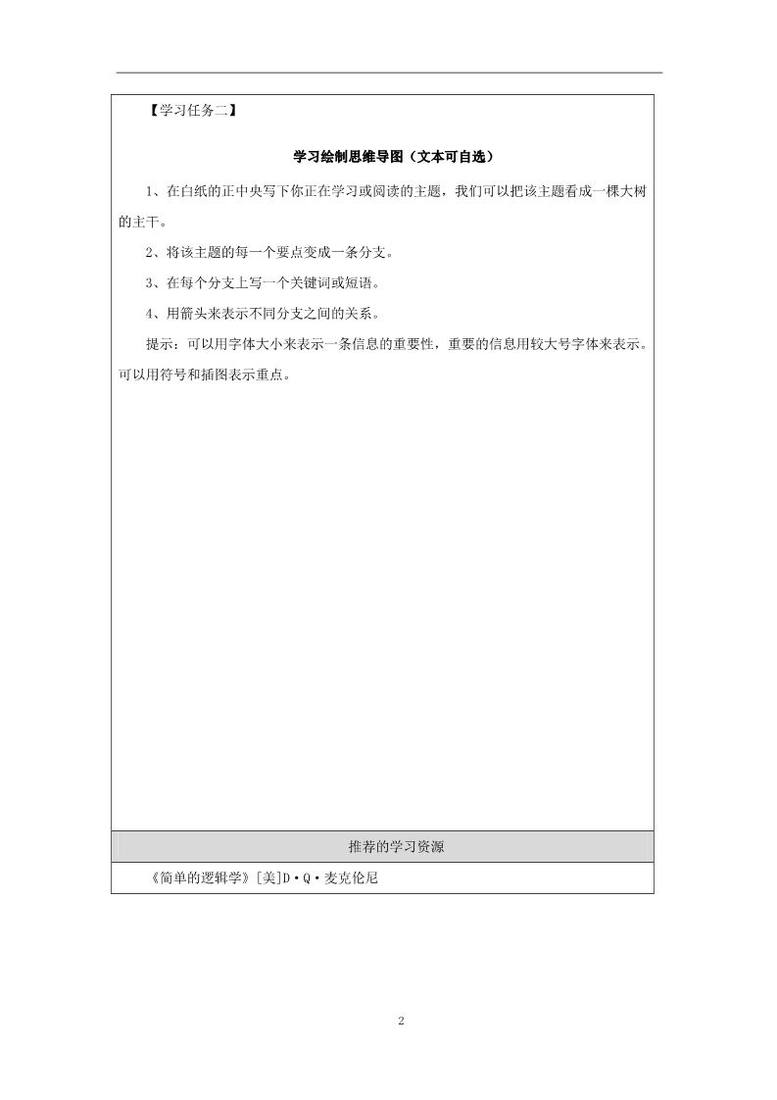 【学习任务二】
学习绘制思维导图（文本可自选）
1、在白纸的正中央写下你正在学习或阅读的主题，我们可以把该主题看成一棵大树
的主干。
2、将该主题的每一个要点变成一条分支。
3、在每个分支上写一个关键词或短语。
4、用箭头来表示不同分支之间的关系。
提示：可以用字体大小来表示一条信息的重要性，重要的信息用较大号字体来表示。
可以用符号和插图表示重点。
推荐的学习资源
《简单的逻辑学》[美]D·Q·麦克伦尼
2